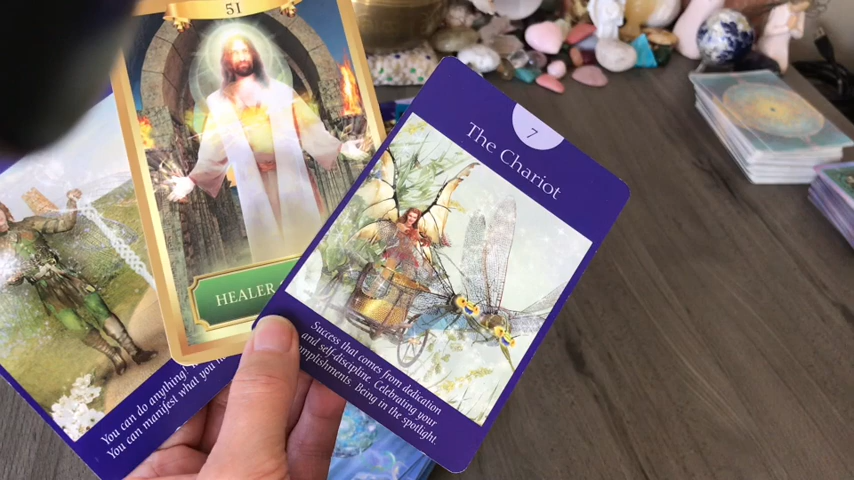 51
HEALER
7
The Chariot
Success that comes from dedication
and self-discipline. Celebrating your
accomplishments. Being in the spotlight.
You can do anything!
You can manifest what you